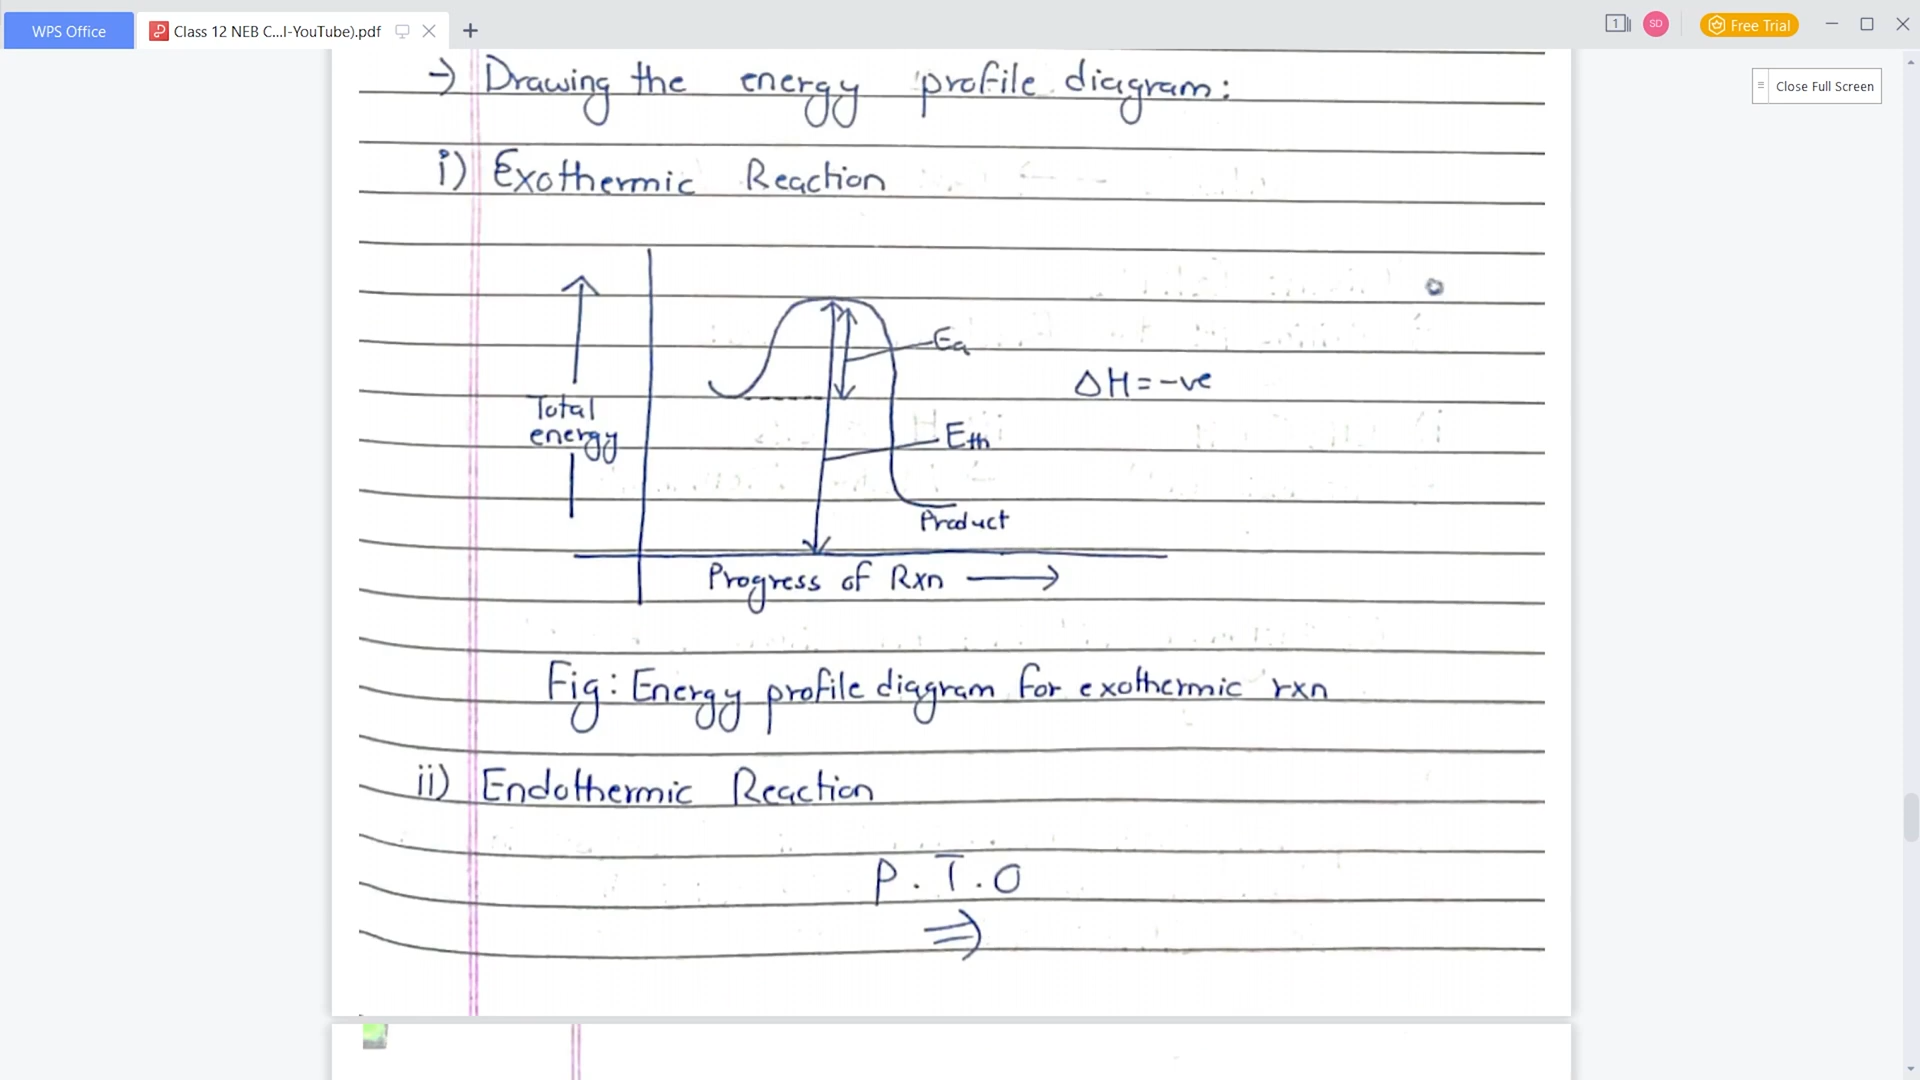 WPS Office
Class 12 NEB C...I-YouTube).pdf
1
SD
Free Trial
Close Full Screen
→ Drawing the energy profile diagram:
i) Exothermic Reaction
Ea
ΔH = -ve
Total
energy
Eth
Product
Progress of Rxn →
Fig: Energy profile diagram for exothermic rxn
ii) Endothermic Reaction
P.T.O
⇒